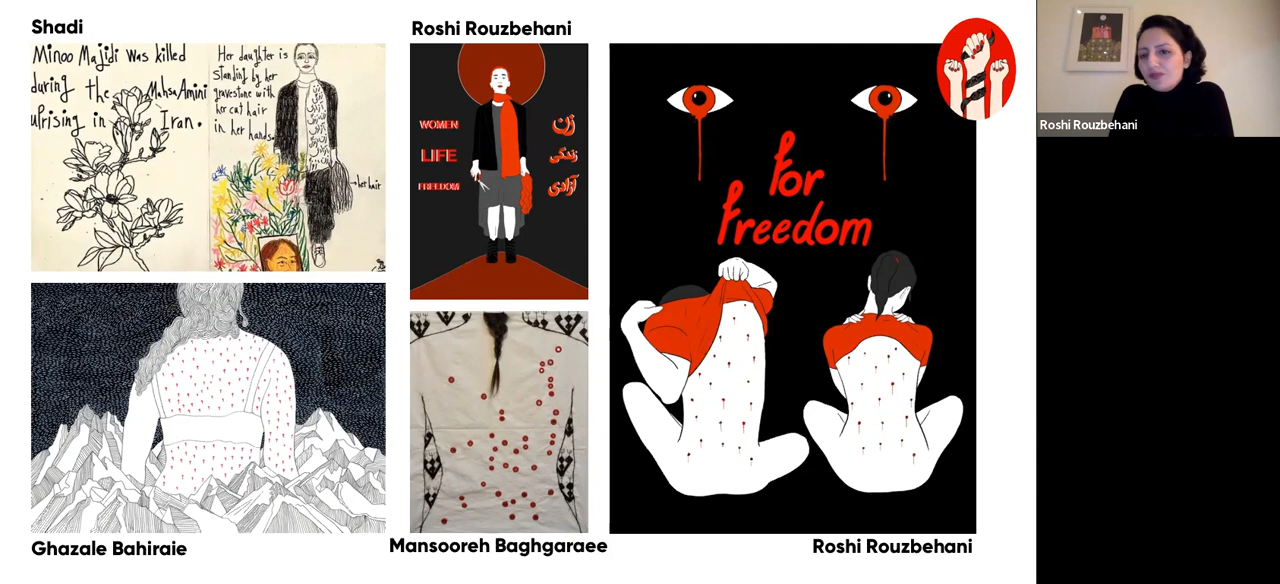 Shadi
Minoo Majidi was killed
during the Mahsa Amini
uprising in Iran.
Her daughter is
standing by her
gravestone with
her cut hair
in her hands.
her hair
Roshi Rouzbehani
WOMEN
LIFE
FREEDOM
زن
زندگی
آزادی
For
Freedom
Ghazale Bahiraie
Mansooreh Baghgaraee
Roshi Rouzbehani
Roshi Rouzbehani